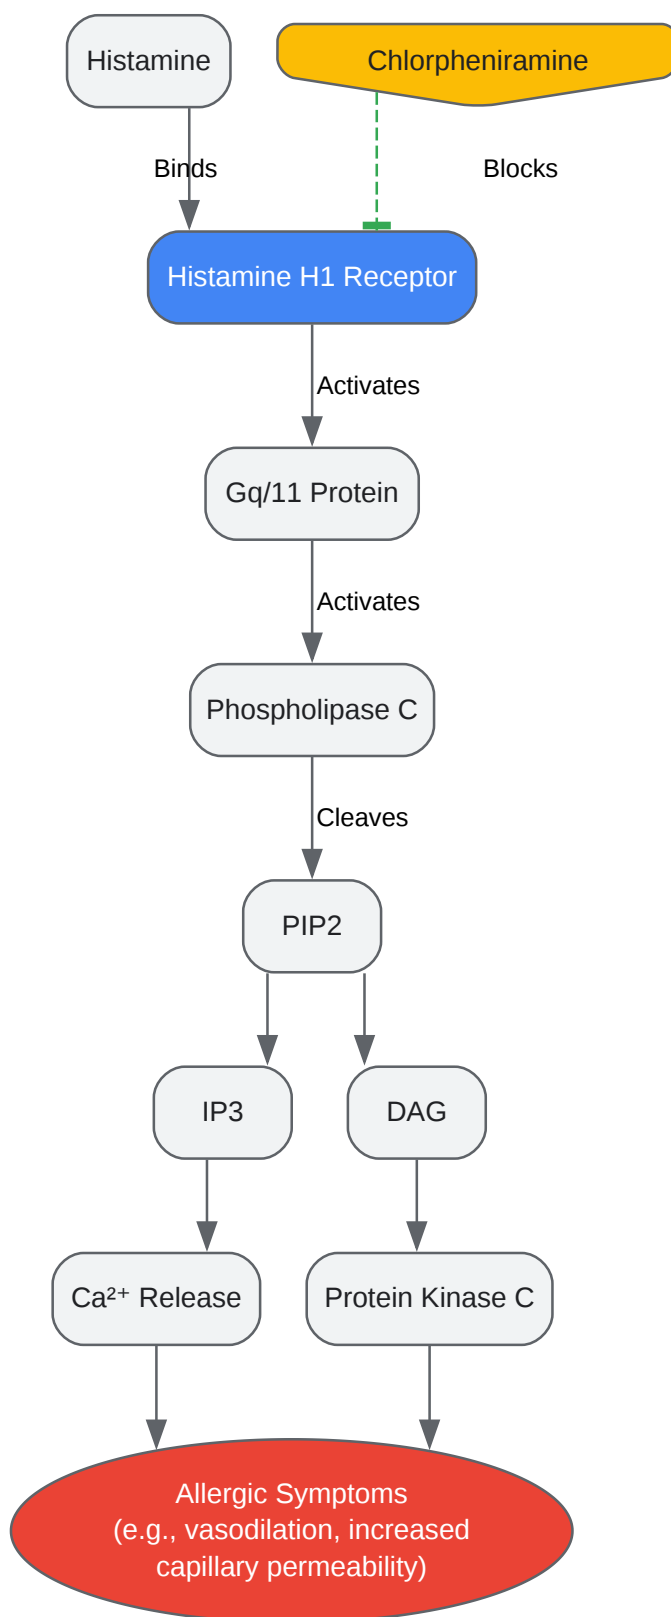 Histamine
Chlorpheniramine
Binds
Blocks
Histamine H1 Receptor
Activates
Gq/11 Protein
Activates
Phospholipase C
Cleaves
PIP2
IP3
DAG
Ca²⁺ Release
Protein Kinase C
Allergic Symptoms
(e.g., vasodilation, increased
capillary permeability)